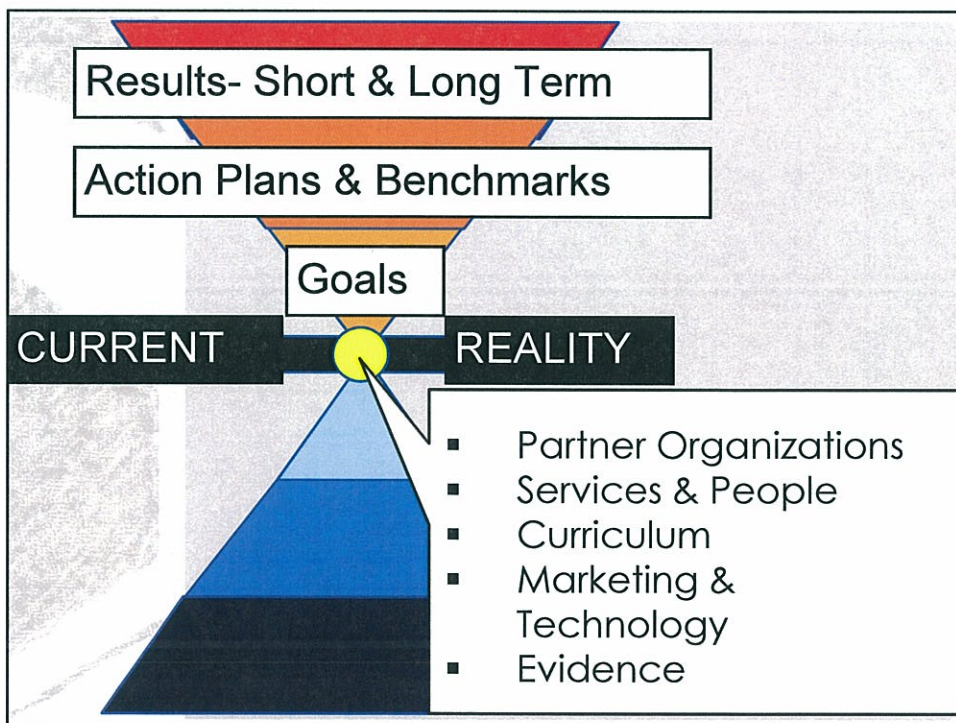 Results- Short & Long Term
Action Plans & Benchmarks
Goals
CURRENT REALITY
▪ Partner Organizations
▪ Services & People
▪ Curriculum
▪ Marketing &
Technology
▪ Evidence